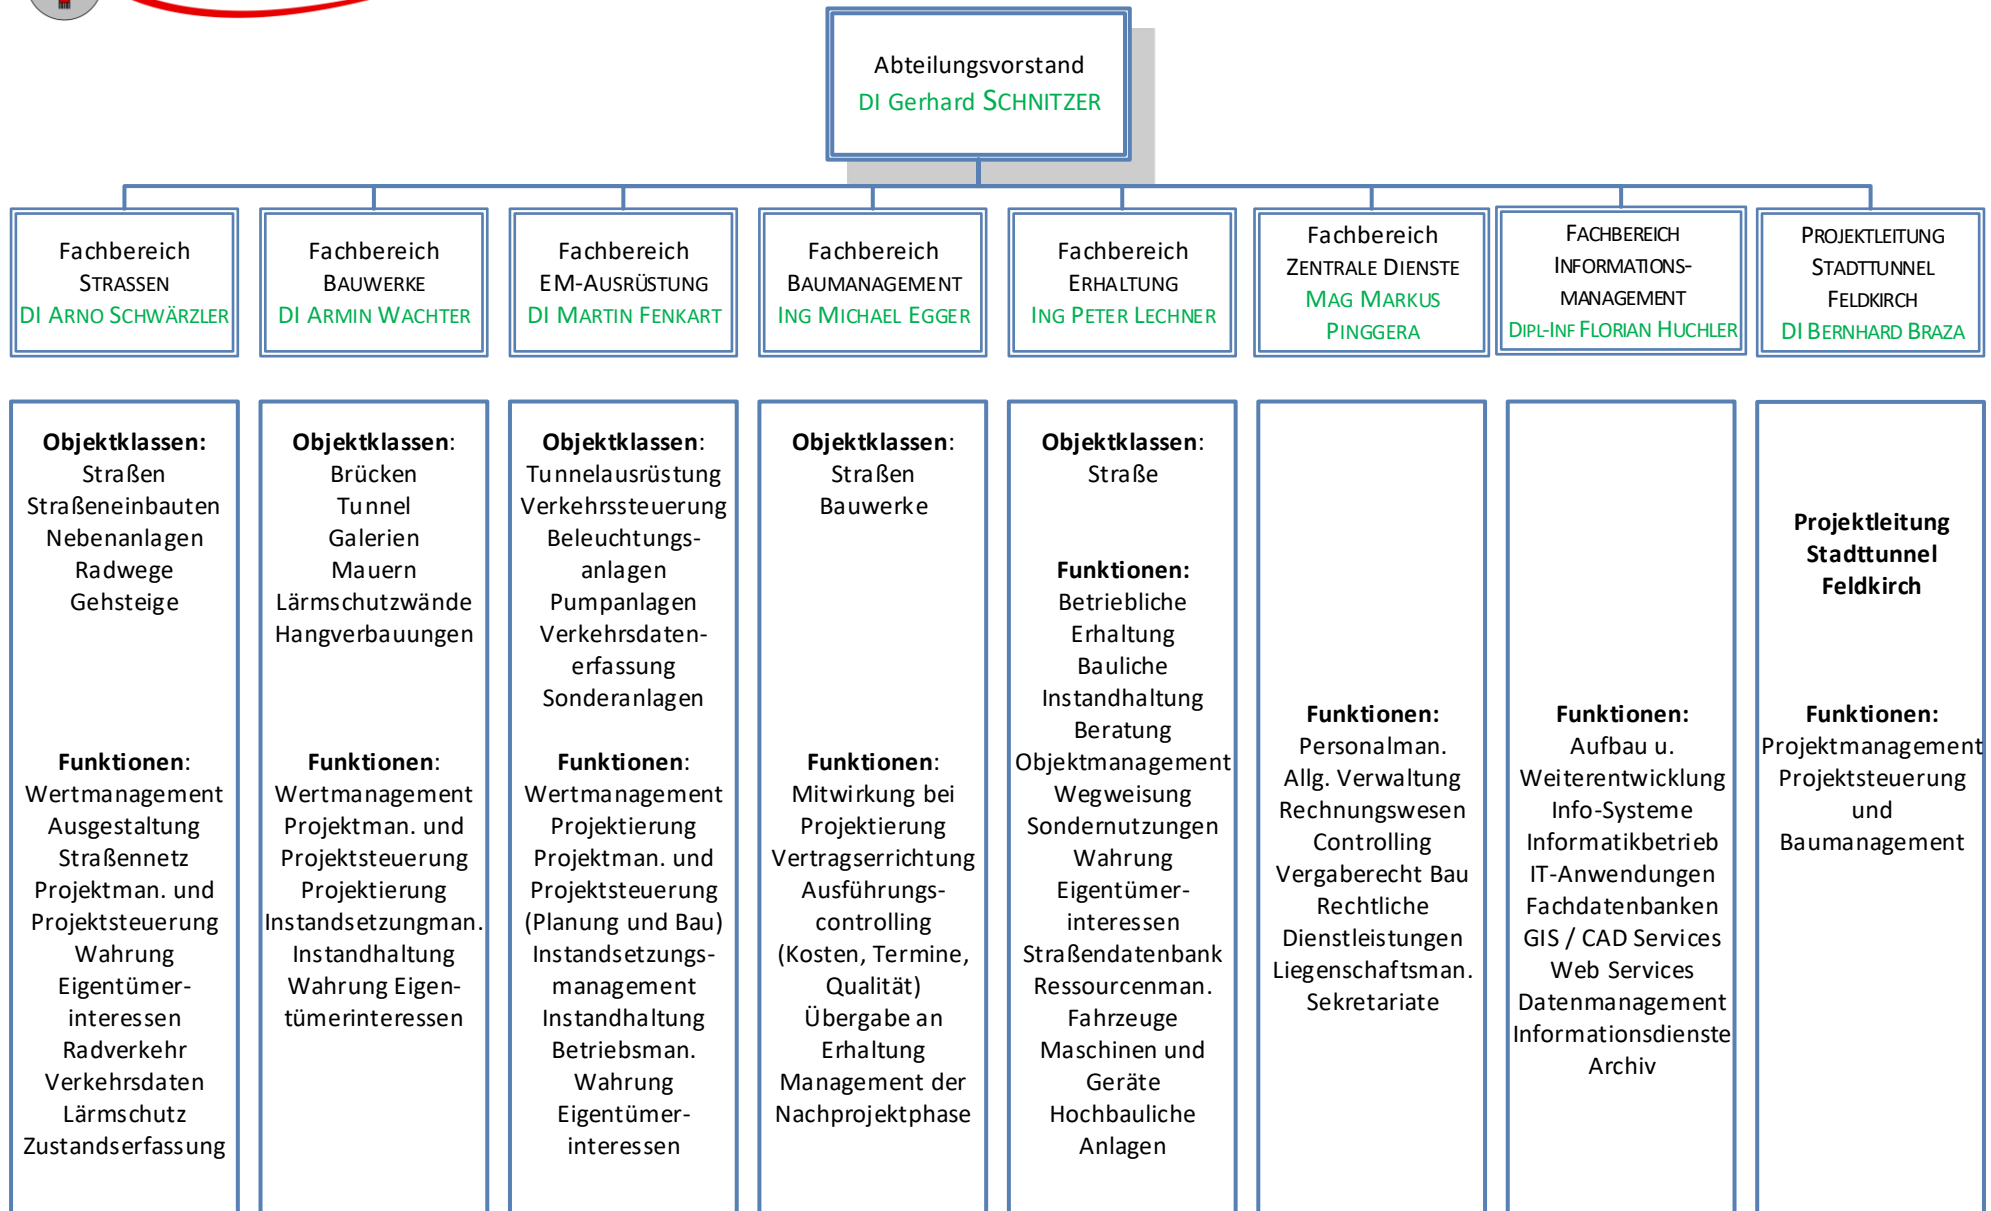 Abteilungsvorstand
DI Gerhard SCHNITZER
Fachbereich
STRASSEN
DI ARNO SCHWÄRZLER
Fachbereich
BAUWERKE
DI ARMIN WACHTER
Fachbereich
EM-AUSRÜSTUNG
DI MARTIN FENKART
Fachbereich
BAUMANAGEMENT
ING MICHAEL EGGER
Fachbereich
ERHALTUNG
ING PETER LECHNER
Fachbereich
ZENTRALE DIENSTE
MAG MARKUS
PINGGERA
FACHBEREICH
INFORMATIONS-
MANAGEMENT
DIPL-INF FLORIAN HUCHLER
PROJEKTLEITUNG
STADTTUNNEL
FELDKIRCH
DI BERNHARD BRAZA
Objektklassen:
Straßen
Straßeneinbauten
Nebenanlagen
Radwege
Gehsteige
Funktionen:
Wertmanagement
Ausgestaltung
Straßennetz
Projektman. und
Projektsteuerung
Wahrung
Eigentümer-
interessen
Radverkehr
Verkehrsdaten
Lärmschutz
Zustandserfassung
Objektklassen:
Brücken
Tunnel
Galerien
Mauern
Lärmschutzwände
Hangverbauungen
Funktionen:
Wertmanagement
Projektman. und
Projektsteuerung
Projektierung
Instandsetzungman.
Instandhaltung
Wahrung Eigen-
tümerinteressen
Objektklassen:
Tunnelausrüstung
Verkehrssteuerung
Beleuchtungs-
anlagen
Pumpanlagen
Verkehrsdaten-
erfassung
Sonderanlagen
Funktionen:
Wertmanagement
Projektierung
Projektman. und
Projektsteuerung
(Planung und Bau)
Instandsetzungs-
management
Instandhaltung
Betriebsman.
Wahrung
Eigentümer-
interessen
Objektklassen:
Straßen
Bauwerke
Funktionen:
Mitwirkung bei
Projektierung
Vertragserrichtung
Ausführungs-
controlling
(Kosten, Termine,
Qualität)
Übergabe an
Erhaltung
Management der
Nachprojektphase
Objektklassen:
Straße
Funktionen:
Betriebliche
Erhaltung
Bauliche
Instandhaltung
Beratung
Objektmanagement
Wegweisung
Sondernutzungen
Wahrung
Eigentümer-
interessen
Straßendatenbank
Ressourcenman.
Fahrzeuge
Maschinen und
Geräte
Hochbauliche
Anlagen
Funktionen:
Personalman.
Allg. Verwaltung
Rechnungswesen
Controlling
Vergaberecht Bau
Rechtliche
Dienstleistungen
Liegenschaftsman.
Sekretariate
Funktionen:
Aufbau u.
Weiterentwicklung
Info-Systeme
Informatikbetrieb
IT-Anwendungen
Fachdatenbanken
GIS / CAD Services
Web Services
Datenmanagement
Informationsdienste
Archiv
Projektleitung
Stadttunnel
Feldkirch
Funktionen:
Projektmanagement
Projektsteuerung
und
Baumanagement